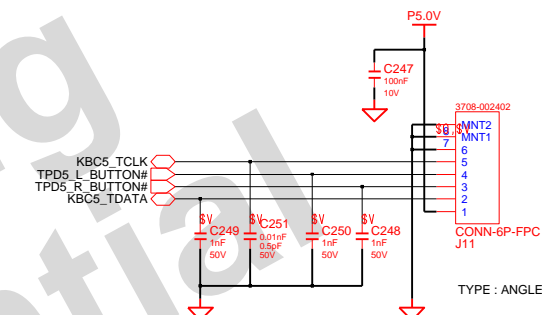 P5.0V
C247
100nF
10V
3708-002402
MNT2
MNT1
7
6
5
4
3
2
1
KBC5_TCLK
TPD5_L_BUTTON#
TPD5_R_BUTTON#
KBC5_TDATA
$V
$V
$V
$V
C249
1nF
50V
C251
0.01nF
0.5pF
50V
C250
1nF
50V
C248
1nF
50V
CONN-6P-FPC
J11
TYPE : ANGLE